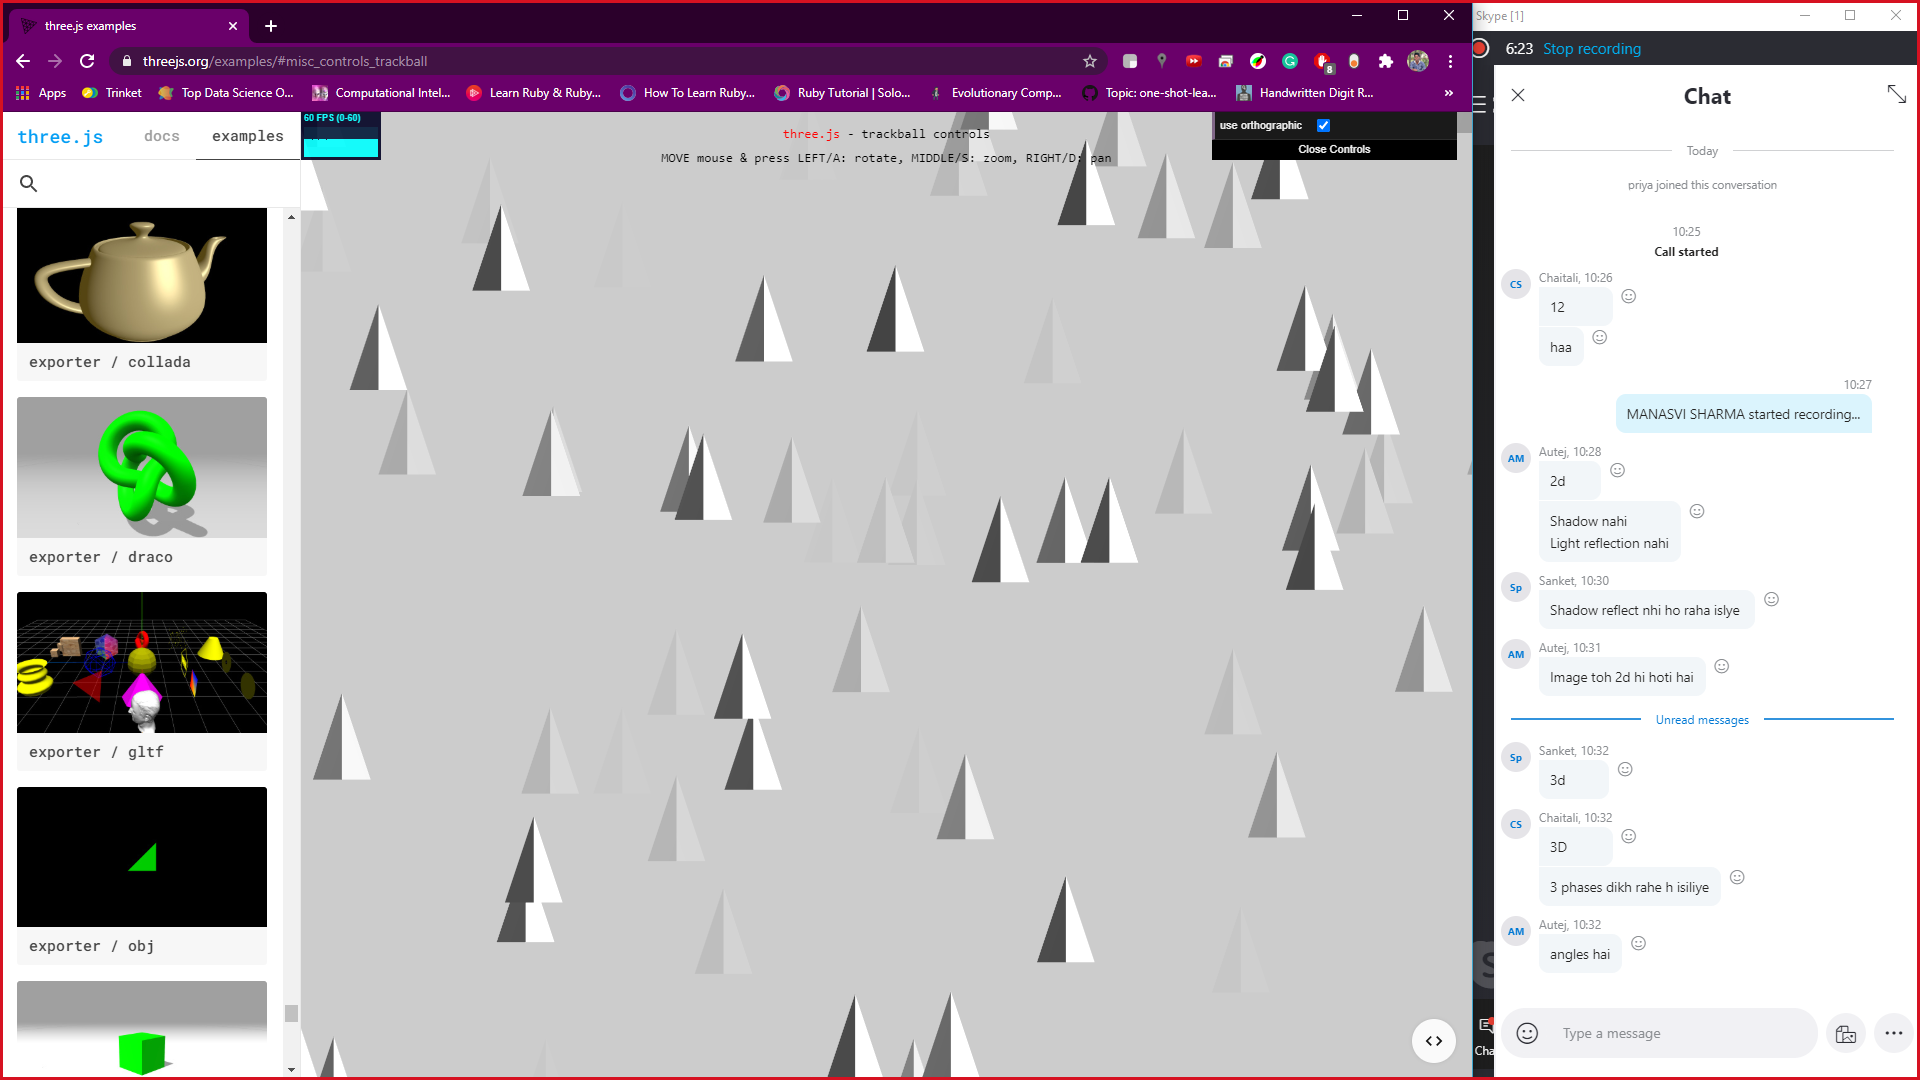 three.js examples
threejs.org/examples/#misc_controls_trackball
8
Apps
Trinket
Top Data Science O...
Computational Intel...
Learn Ruby & Ruby...
How To Learn Ruby...
Ruby Tutorial | Solo...
Evolutionary Comp...
Topic: one-shot-lea...
Handwritten Digit R...
»
three.js
docs
examples
exporter / collada
exporter / draco
exporter / gltf
exporter / obj
60 FPS (0-60)
three.js - trackball controls
MOVE mouse & press LEFT/A: rotate, MIDDLE/S: zoom, RIGHT/D: pan
use orthographic
Close Controls
Skype [1]
6:23 Stop recording
Chat
Today
priya joined this conversation
10:25
Call started
CS
Chaitali, 10:26
12
haa
10:27
MANASVI SHARMA started recording...
AM
Autej, 10:28
2d
Shadow nahi
Light reflection nahi
Sp
Sanket, 10:30
Shadow reflect nhi ho raha islye
AM
Autej, 10:31
Image toh 2d hi hoti hai
Unread messages
Sp
Sanket, 10:32
3d
CS
Chaitali, 10:32
3D
3 phases dikh rahe h isiliye
AM
Autej, 10:32
angles hai
Type a message
Cha